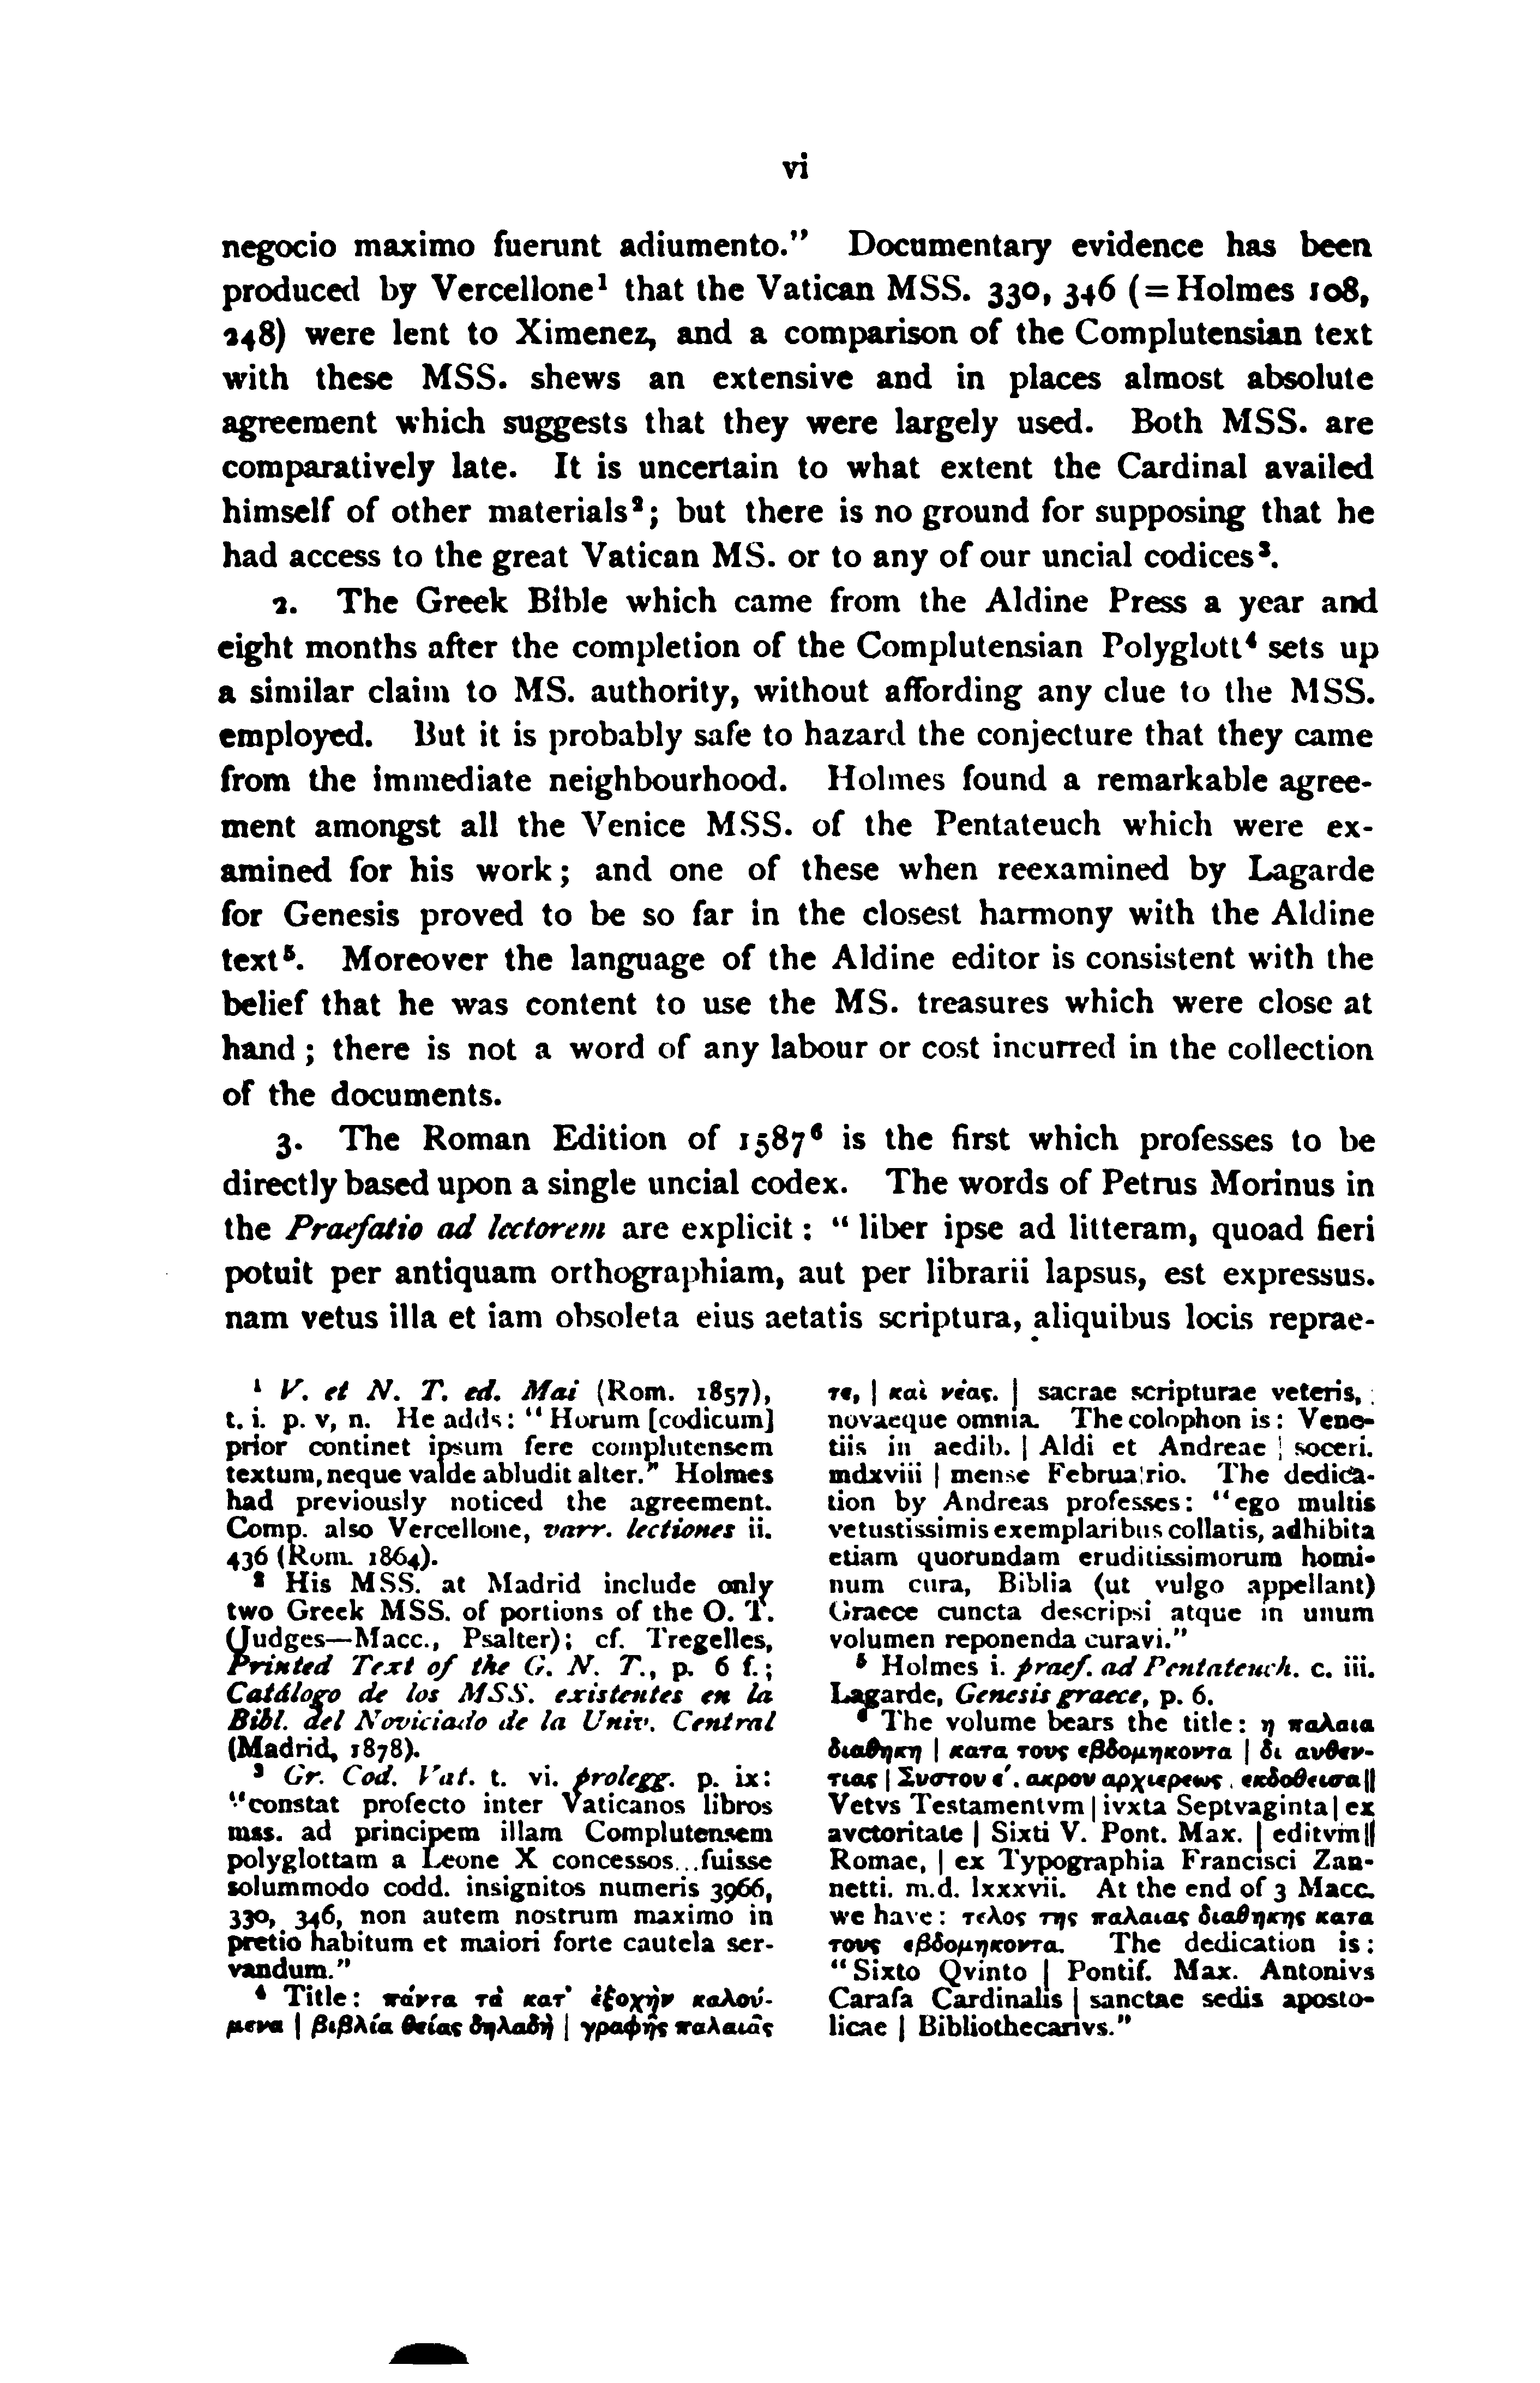 vi
negocio maximo fuerunt adiumento.” Documentary evidence has been
produced by Vercellone¹ that the Vatican MSS. 330, 346 (=Holmes 108,
248) were lent to Ximenez, and a comparison of the Complutensian text
with these MSS. shews an extensive and in places almost absolute
agreement which suggests that they were largely used. Both MSS. are
comparatively late. It is uncertain to what extent the Cardinal availed
himself of other materials²; but there is no ground for supposing that he
had access to the great Vatican MS. or to any of our uncial codices³.
2. The Greek Bible which came from the Aldine Press a year and
eight months after the completion of the Complutensian Polyglott⁴ sets up
a similar claim to MS. authority, without affording any clue to the MSS.
employed. But it is probably safe to hazard the conjecture that they came
from the immediate neighbourhood. Holmes found a remarkable agree-
ment amongst all the Venice MSS. of the Pentateuch which were ex-
amined for his work; and one of these when reexamined by Lagarde
for Genesis proved to be so far in the closest harmony with the Aldine
text⁵. Moreover the language of the Aldine editor is consistent with the
belief that he was content to use the MS. treasures which were close at
hand; there is not a word of any labour or cost incurred in the collection
of the documents.
3. The Roman Edition of 1587⁶ is the first which professes to be
directly based upon a single uncial codex. The words of Petrus Morinus in
the Praefatio ad lectorem are explicit: “liber ipse ad litteram, quoad fieri
potuit per antiquam orthographiam, aut per librarii lapsus, est expressus.
nam vetus illa et iam obsoleta eius aetatis scriptura, aliquibus locis reprae-
¹ V. et N. T. ed. Mai (Rom. 1857),
t. i. p. v, n. He adds: “Horum [codicum]
prior continet ipsum fere complutensem
textum, neque valde abludit alter.” Holmes
had previously noticed the agreement.
Comp. also Vercellone, varr. lectiones ii.
436 (Rom. 1864).
² His MSS. at Madrid include only
two Greek MSS. of portions of the O. T.
(Judges—Macc., Psalter); cf. Tregelles,
Printed Text of the G. N. T., p. 6 f.;
Catálogo de los MSS. existentes en la
Bibl. del Noviciado de la Univ. Central
(Madrid, 1878).
³ Gr. Cod. Vat. t. vi. prolegg. p. ix:
“constat profecto inter Vaticanos libros
mss. ad principem illam Complutensem
polyglottam a Leone X concessos...fuisse
solummodo codd. insignitos numeris 3966,
330, 346, non autem nostrum maximo in
pretio habitum et maiori forte cautela ser-
vandum.”
⁴ Title: πάντα τὰ κατ’ ἐξοχὴν καλού-
μενα | βιβλία θείας δηλαδὴ | γραφῆς παλαιᾶς
τε, | καὶ νέας. | sacrae scripturae veteris,
novaeque omnia. The colophon is: Vene-
tiis in aedib. | Aldi et Andreae | soceri.
mdxviii | mense Februa|rio. The dedica-
tion by Andreas professes: “ego multis
vetustissimis exemplaribus collatis, adhibita
etiam quorundam eruditissimorum homi-
num cura, Biblia (ut vulgo appellant)
Graece cuncta descripsi atque in unum
volumen reponenda curavi.”
⁵ Holmes i. praef. ad Pentateuch. c. iii.
Lagarde, Genesis graece, p. 6.
⁶ The volume bears the title: η παλαια
διαθηκη | κατα τους εβδομηκοντα | δι αυθεν-
τιας | Ξυστου ε′. ακρου αρχιερεως . εκδοθεισα||
Vetvs Testamentvm | ivxta Septvaginta | ex
avctoritate | Sixti V. Pont. Max. | editvm||
Romae, | ex Typographia Francisci Zan-
netti. m.d. lxxxvii. At the end of 3 Macc.
we have: τελος της παλαιας διαθηκης κατα
τους εβδομηκοντα. The dedication is:
“Sixto Qvinto | Pontif. Max. Antonivs
Carafa Cardinalis | sanctae sedis aposto-
licae | Bibliothecarivs.”